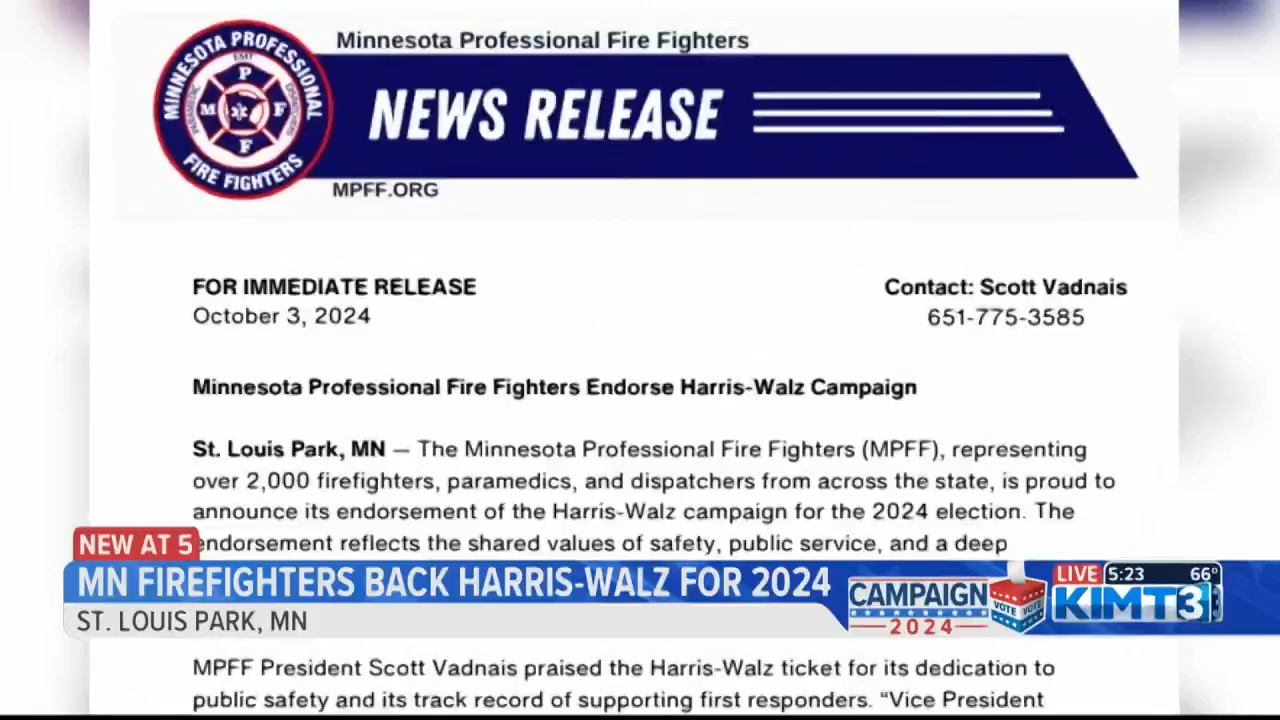 Minnesota Professional Fire Fighters
MINNESOTA PROFESSIONAL
FIRE FIGHTERS
P
M F
F
NEWS RELEASE
MPFF.ORG
FOR IMMEDIATE RELEASE
October 3, 2024
Contact: Scott Vadnais
651-775-3585
Minnesota Professional Fire Fighters Endorse Harris-Walz Campaign
St. Louis Park, MN — The Minnesota Professional Fire Fighters (MPFF), representing
over 2,000 firefighters, paramedics, and dispatchers from across the state, is proud to
announce its endorsement of the Harris-Walz campaign for the 2024 election. The
endorsement reflects the shared values of safety, public service, and a deep
NEW AT 5
MN FIREFIGHTERS BACK HARRIS-WALZ FOR 2024
ST. LOUIS PARK, MN
CAMPAIGN
2024
VOTE VOTE
LIVE 5:23 66°
KIMT3
MPFF President Scott Vadnais praised the Harris-Walz ticket for its dedication to
public safety and its track record of supporting first responders. “Vice President